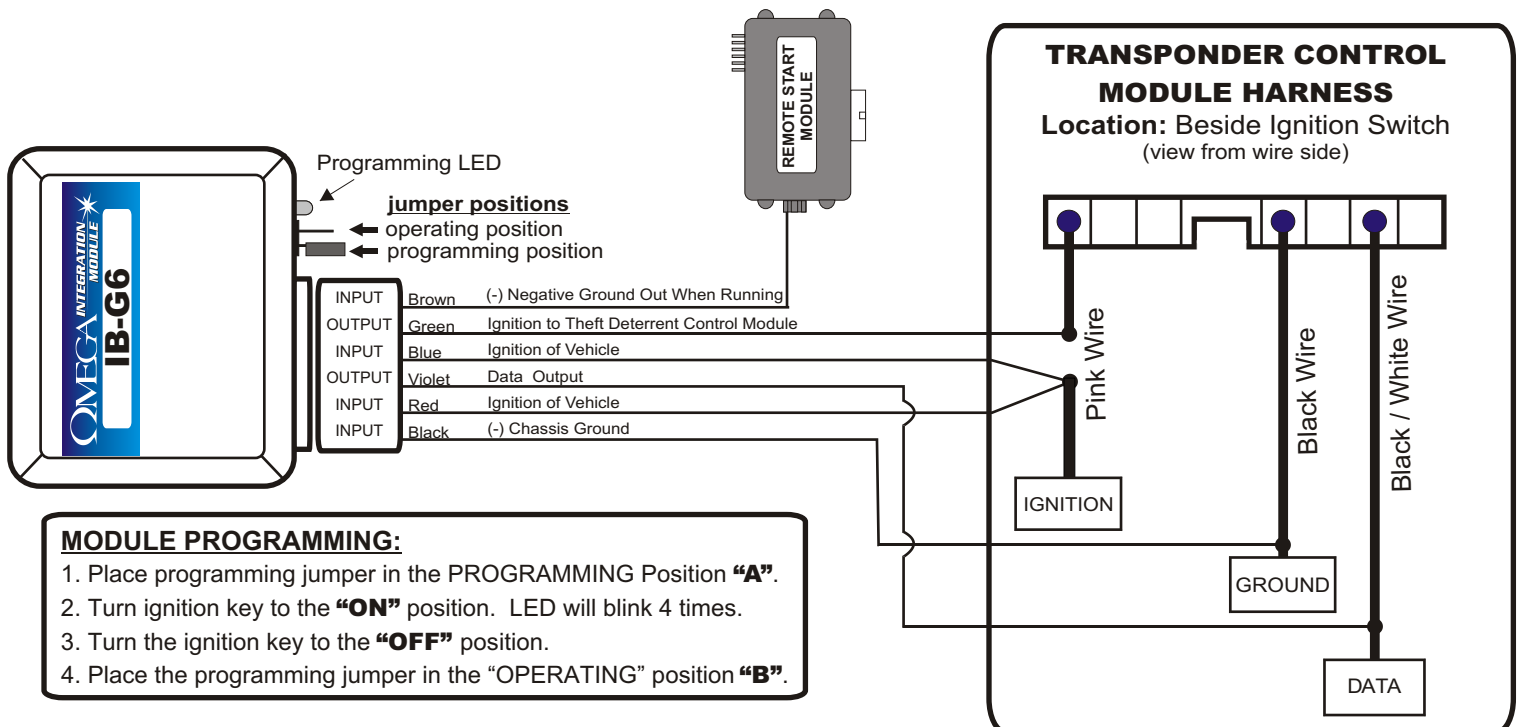 OMEGA INTEGRATION MODULE
IB-G6
Programming LED
jumper positions
operating position
programming position
REMOTE START
MODULE
INPUT Brown (-) Negative Ground Out When Running
OUTPUT Green Ignition to Theft Deterrent Control Module
INPUT Blue Ignition of Vehicle
OUTPUT Violet Data Output
INPUT Red Ignition of Vehicle
INPUT Black (-) Chassis Ground
TRANSPONDER CONTROL
MODULE HARNESS
Location: Beside Ignition Switch
(view from wire side)
Pink Wire
Black Wire
Black / White Wire
IGNITION
GROUND
DATA
MODULE PROGRAMMING:
1. Place programming jumper in the PROGRAMMING Position “A”.
2. Turn ignition key to the “ON” position. LED will blink 4 times.
3. Turn the ignition key to the “OFF” position.
4. Place the programming jumper in the “OPERATING” position “B”.